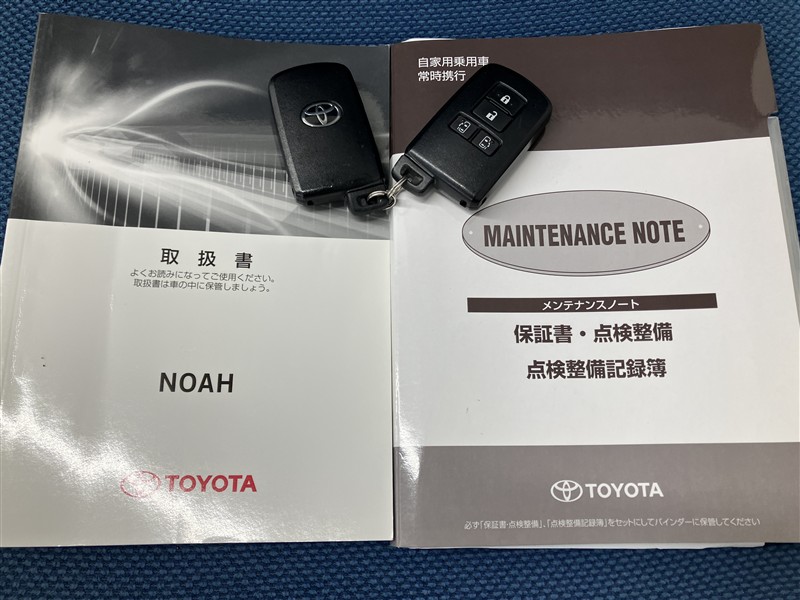 取扱書
よくお読みになってご使用ください。
取扱書は車の中に保管しましょう。
NOAH
TOYOTA
自家用乗用車
常時携行
MAINTENANCE NOTE
メンテナンスノート
保証書・点検整備
点検整備記録簿
TOYOTA
必ず「保証書・点検整備」、「点検整備記録簿」をセットにしてバインダーに保管してください